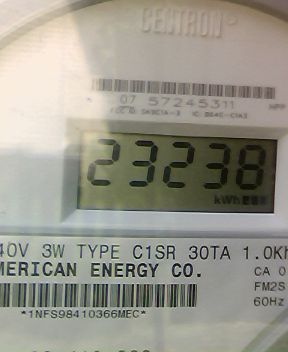 CENTRON
07 57245311
23238
kWh
40V 3W TYPE C1SR 30TA 1.0Kh
MERICAN ENERGY CO.
CA 0
FM2S
*1NFS98410366MEC*
60Hz